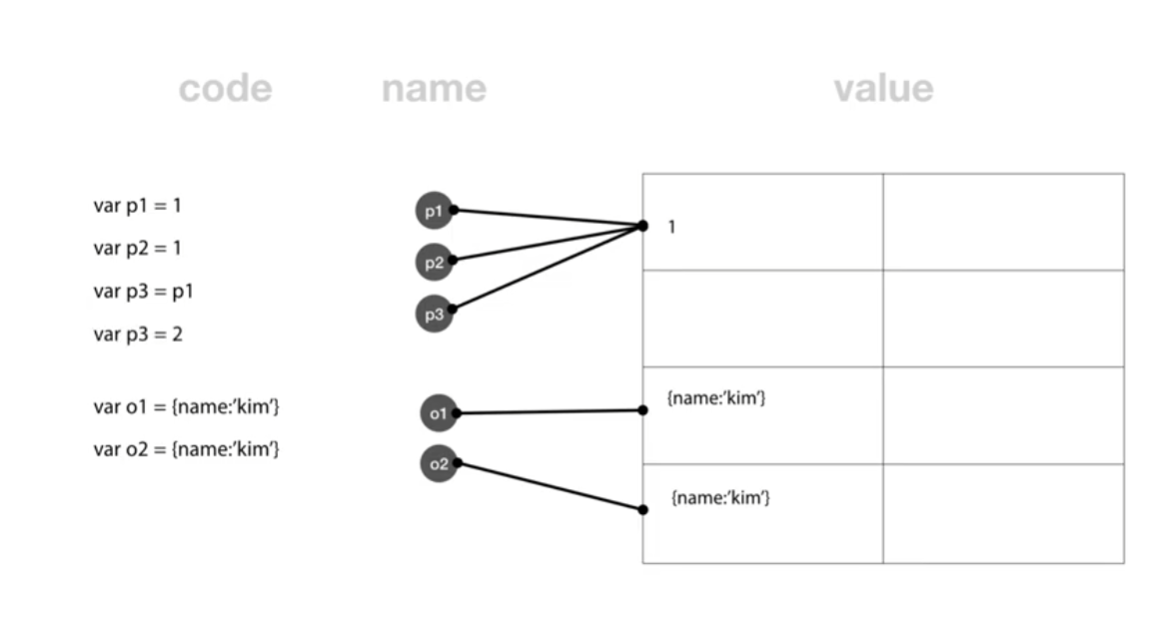 code name value
var p1 = 1
var p2 = 1
var p3 = p1
var p3 = 2
var o1 = {name:’kim’}
var o2 = {name:’kim’}
p1
p2
p3
o1
o2
1
{name:’kim’}
{name:’kim’}